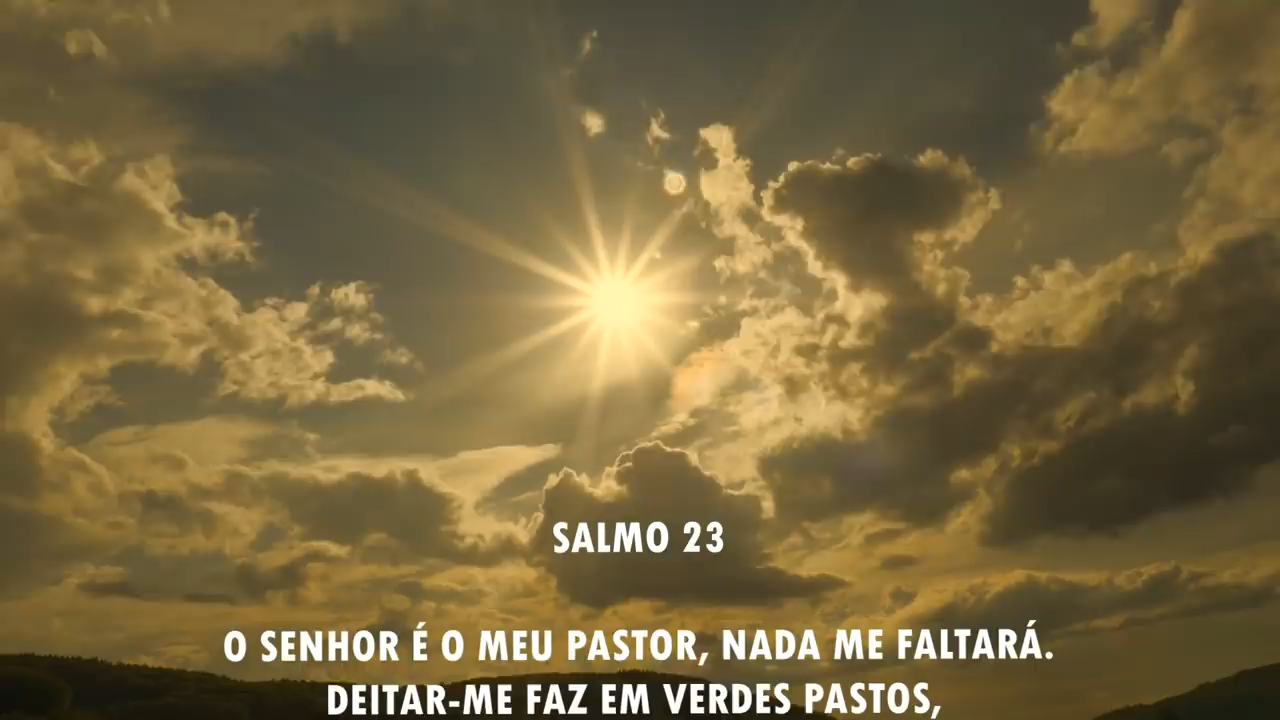 SALMO 23
O SENHOR É O MEU PASTOR, NADA ME FALTARÁ.
DEITAR-ME FAZ EM VERDES PASTOS,